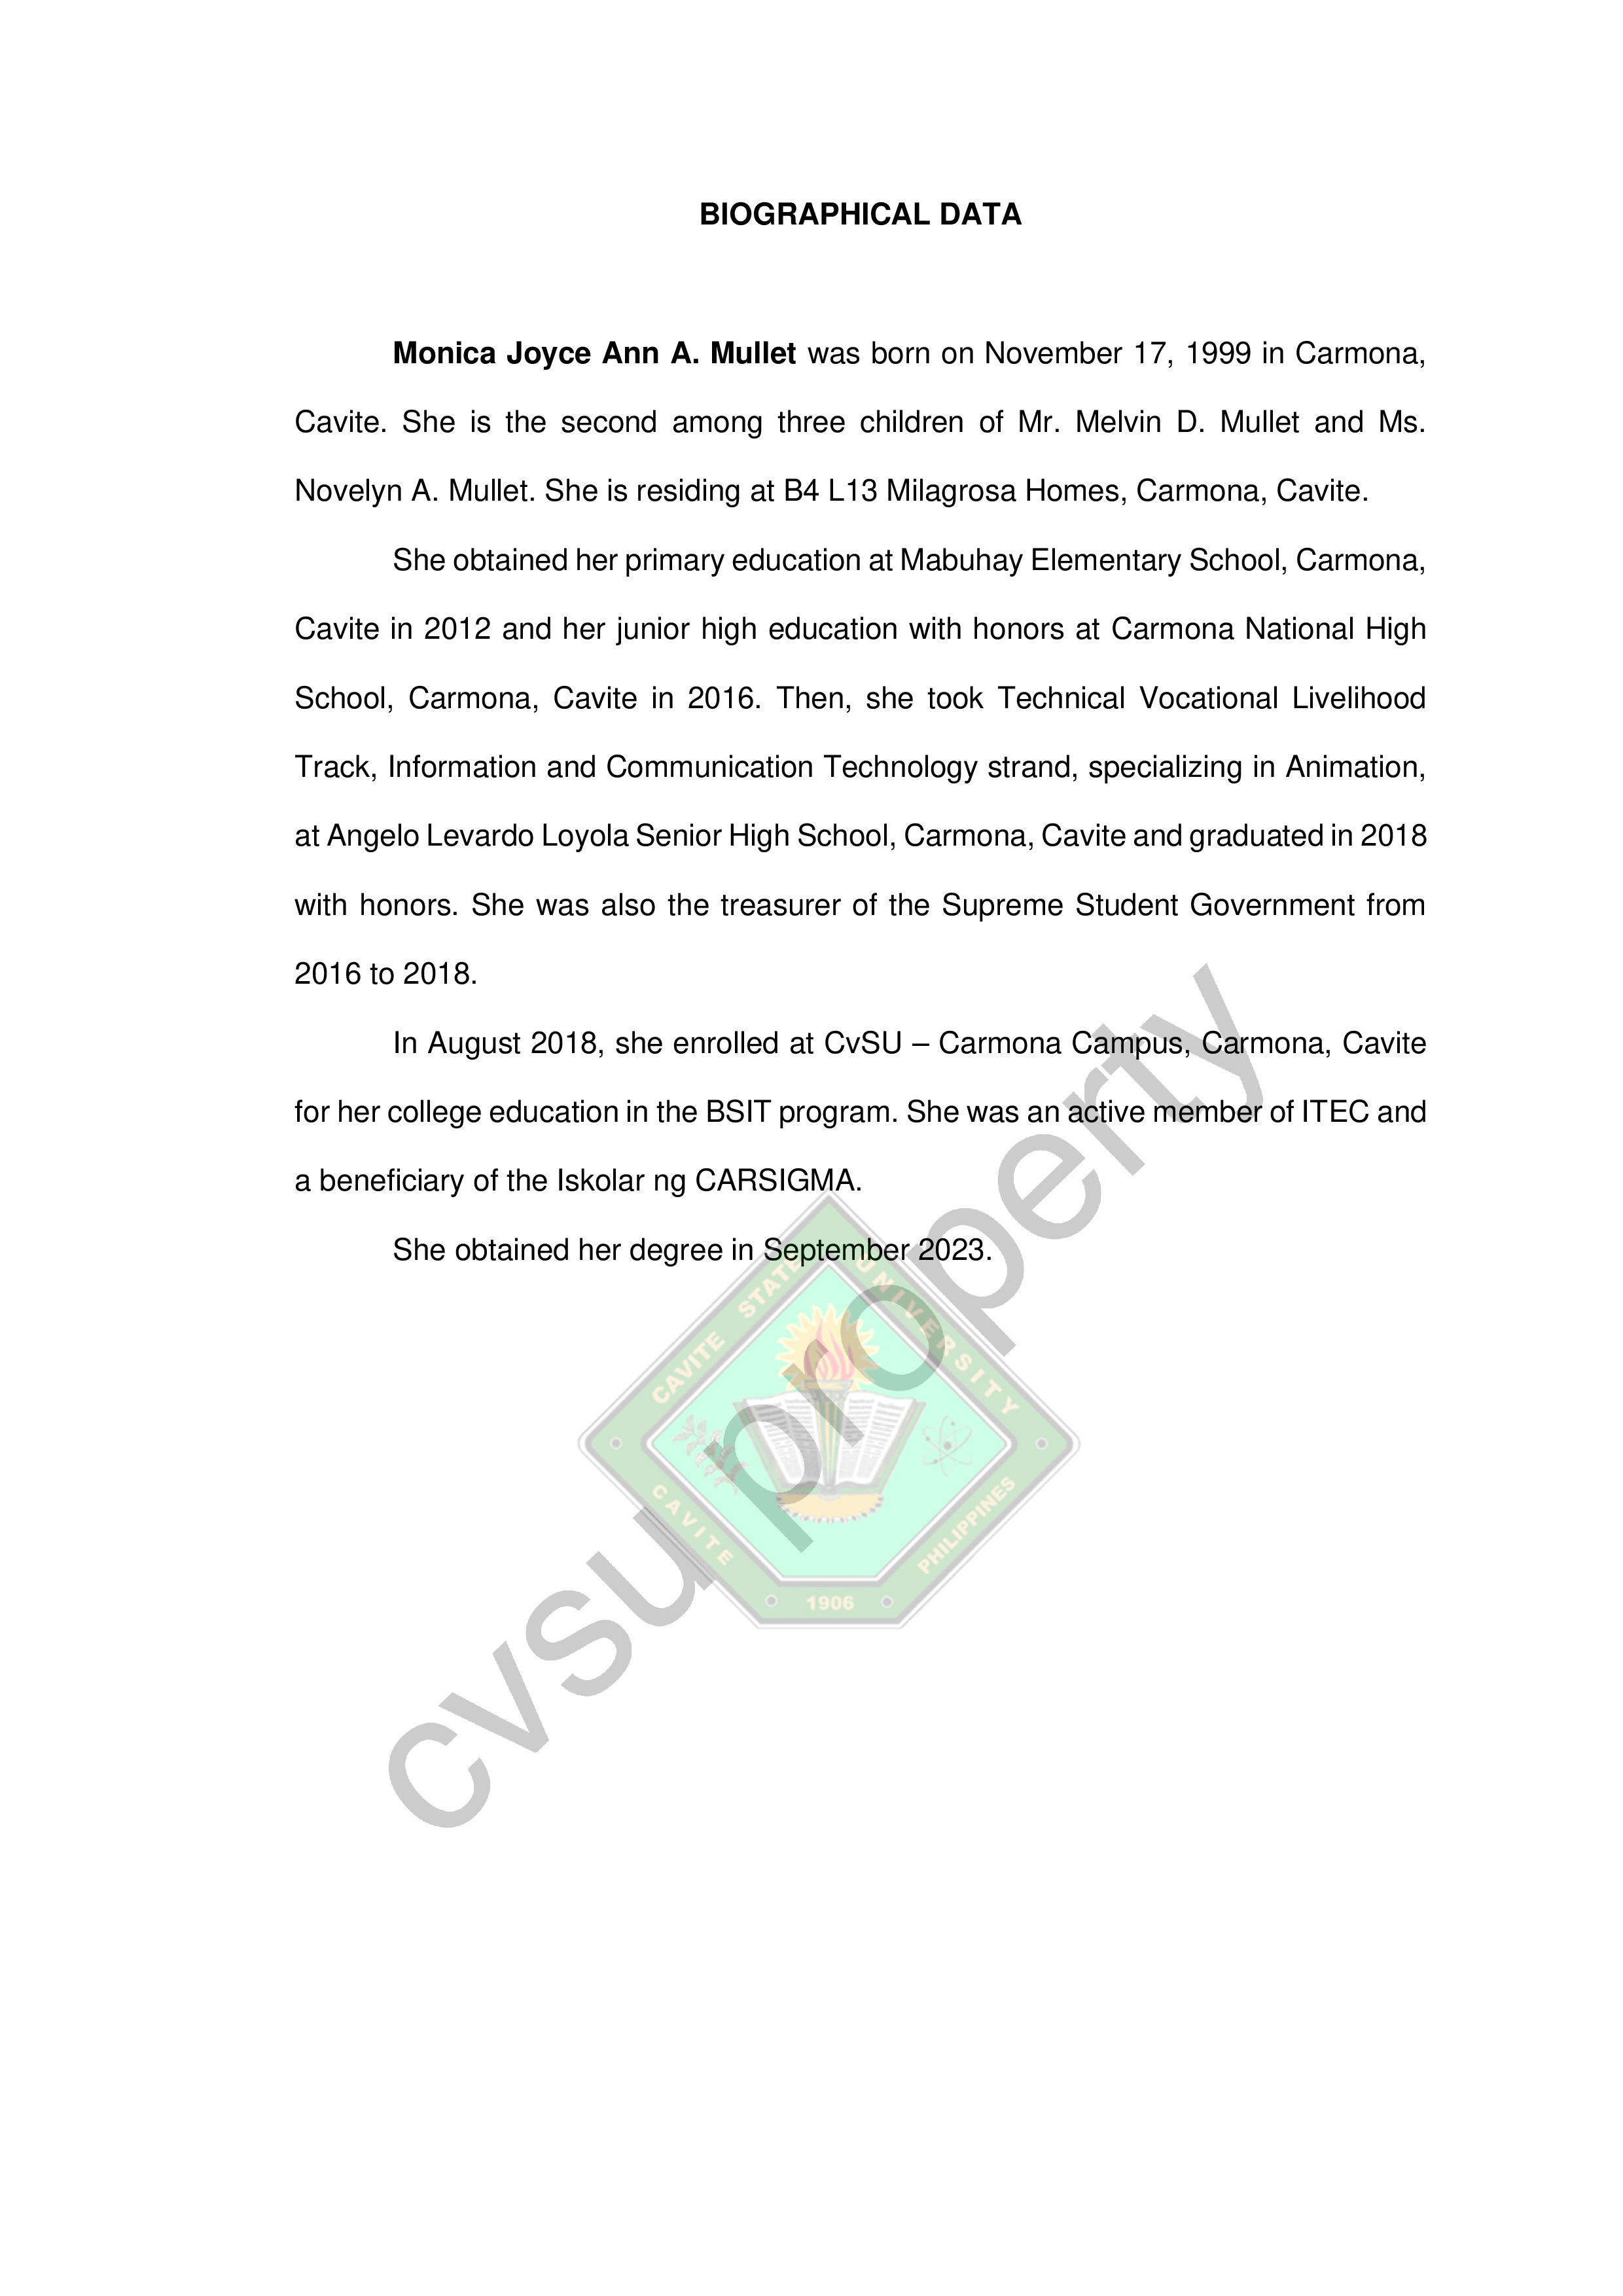 BIOGRAPHICAL DATA
Monica Joyce Ann A. Mullet was born on November 17, 1999 in Carmona,
Cavite. She is the second among three children of Mr. Melvin D. Mullet and Ms.
Novelyn A. Mullet. She is residing at B4 L13 Milagrosa Homes, Carmona, Cavite.
She obtained her primary education at Mabuhay Elementary School, Carmona,
Cavite in 2012 and her junior high education with honors at Carmona National High
School, Carmona, Cavite in 2016. Then, she took Technical Vocational Livelihood
Track, Information and Communication Technology strand, specializing in Animation,
at Angelo Levardo Loyola Senior High School, Carmona, Cavite and graduated in 2018
with honors. She was also the treasurer of the Supreme Student Government from
2016 to 2018.
In August 2018, she enrolled at CvSU – Carmona Campus, Carmona, Cavite
for her college education in the BSIT program. She was an active member of ITEC and
a beneficiary of the Iskolar ng CARSIGMA.
She obtained her degree in September 2023.
cvsu property
CAVITE STATE UNIVERSITY
CAVITE
PHILIPPINES
1906